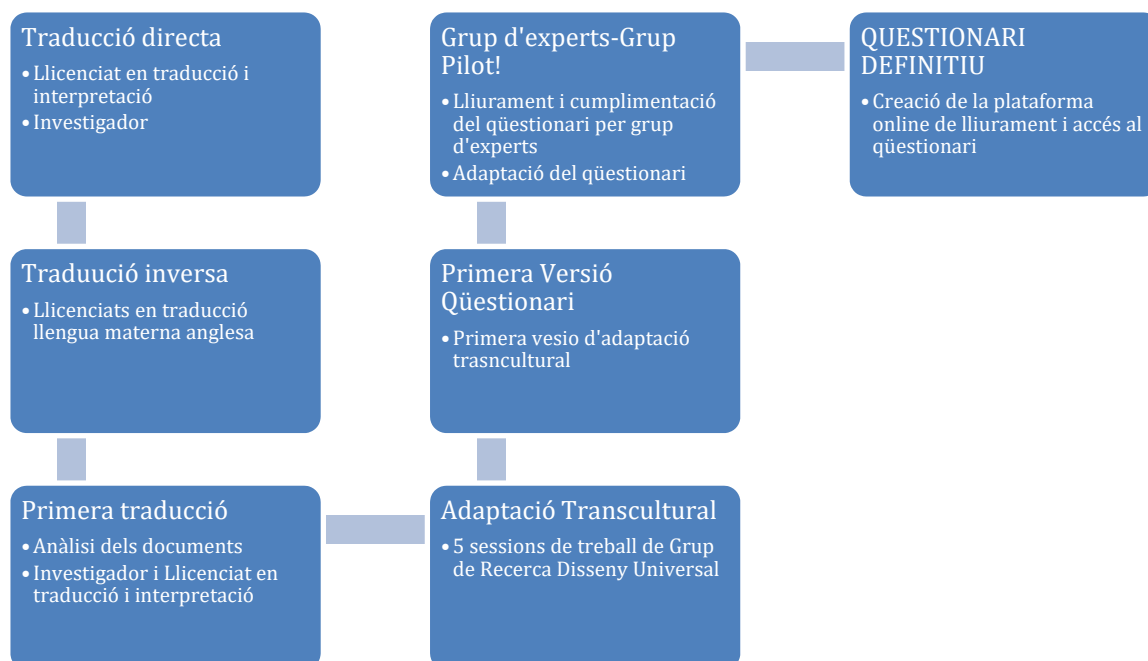 Traducció directa
•Llicenciat en traducció i
interpretació
•Investigador
Traduució inversa
•Llicenciats en traducció
llengua materna anglesa
Primera traducció
•Anàlisi dels documents
•Investigador i Llicenciat en
traducció i interpretació
Adaptació Transcultural
•5 sessions de treball de Grup
de Recerca Disseny Universal
Primera Versió
Qüestionari
•Primera vesio d'adaptació
trasncultural
Grup d'experts-Grup
Pilot!
•Lliurament i cumplimentació
del qüestionari per grup
d'experts
•Adaptació del qüestionari
QUESTIONARI
DEFINITIU
•Creació de la plataforma
online de lliurament i accés al
qüestionari